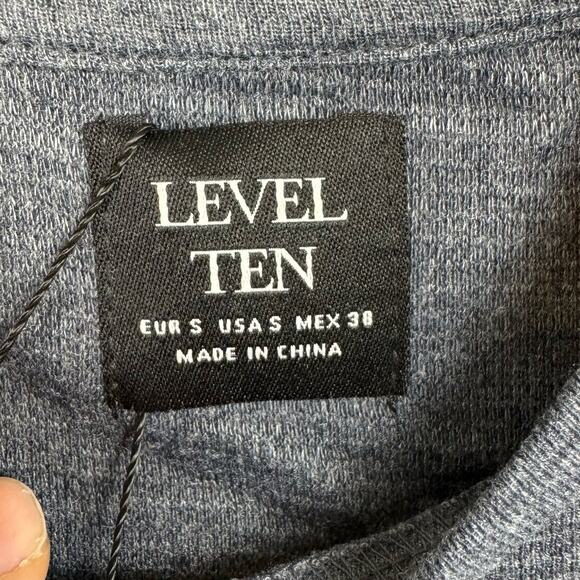 LEVEL
TEN
EUR S USA S MEX 38
MADE IN CHINA